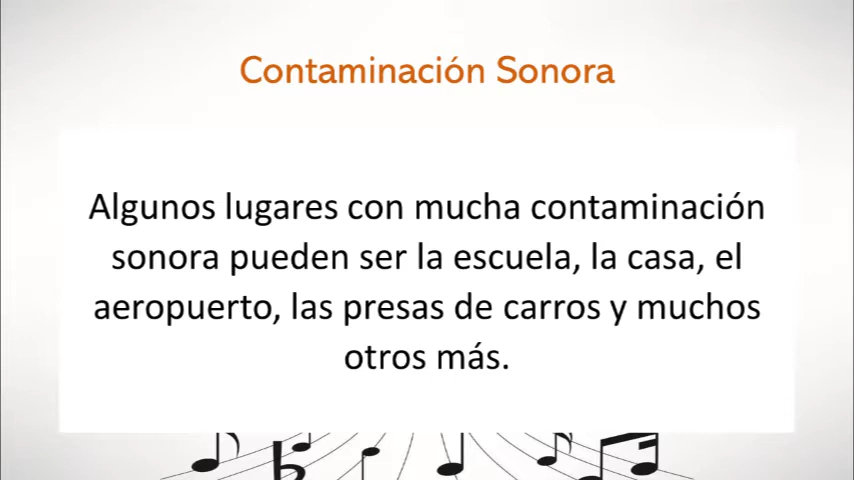 Contaminación Sonora
Algunos lugares con mucha contaminación
sonora pueden ser la escuela, la casa, el
aeropuerto, las presas de carros y muchos
otros más.